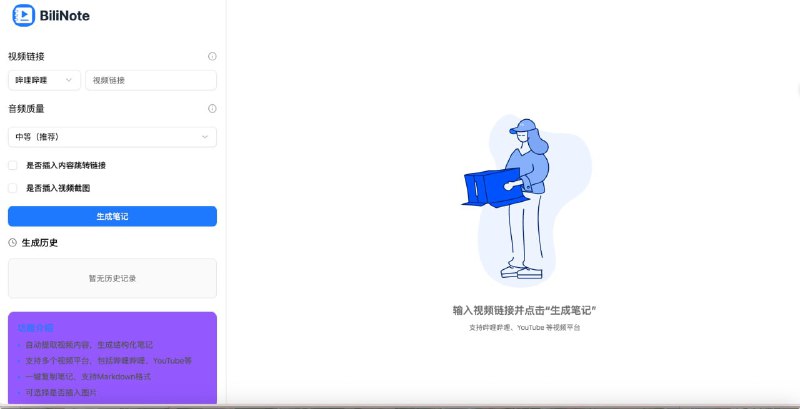 BiliNote
视频链接
哔哩哔哩
视频链接
音频质量
中等（推荐）
是否插入内容跳转链接
是否插入视频截图
生成笔记
生成历史
暂无历史记录
功能介绍
自动提取视频内容，生成结构化笔记
支持多个视频平台，包括哔哩哔哩、YouTube等
一键复制笔记，支持Markdown格式
可选择是否插入图片
输入视频链接并点击“生成笔记”
支持哔哩哔哩、YouTube 等视频平台